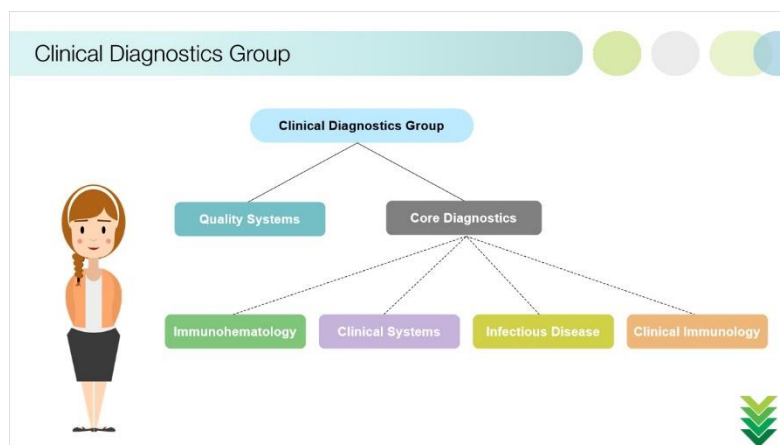 Clinical Diagnostics Group
Clinical Diagnostics Group
Quality Systems
Core Diagnostics
Immunohematology
Clinical Systems
Infectious Disease
Clinical Immunology